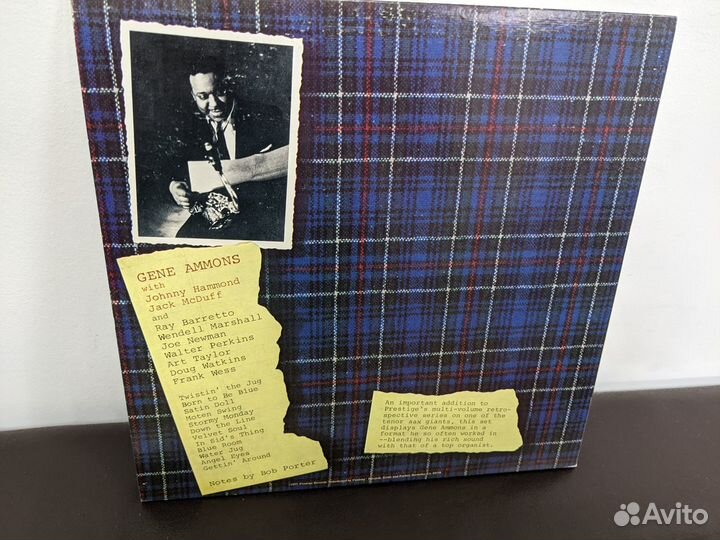 GENE AMMONS
with
Johnny Hammond
Jack McDuff
and
Ray Barretto
Wendell Marshall
Joe Newman
Walter Perkins
Art Taylor
Doug Watkins
Frank Wess
Twistin' the Jug
Born to Be Blue
Satin Doll
Moten Swing
Stormy Monday
Down the Line
Velvet Soul
In Sid's Thing
Blue Room
Water Jug
Angel Eyes
Gettin' Around
Notes by Bob Porter
An important addition to
Prestige's multi-volume retro-
spective series on one of the
tenor sax giants, this set
displays Gene Ammons in a
format he so often worked in
--blending his rich sound
with that of a top organist.
Avito